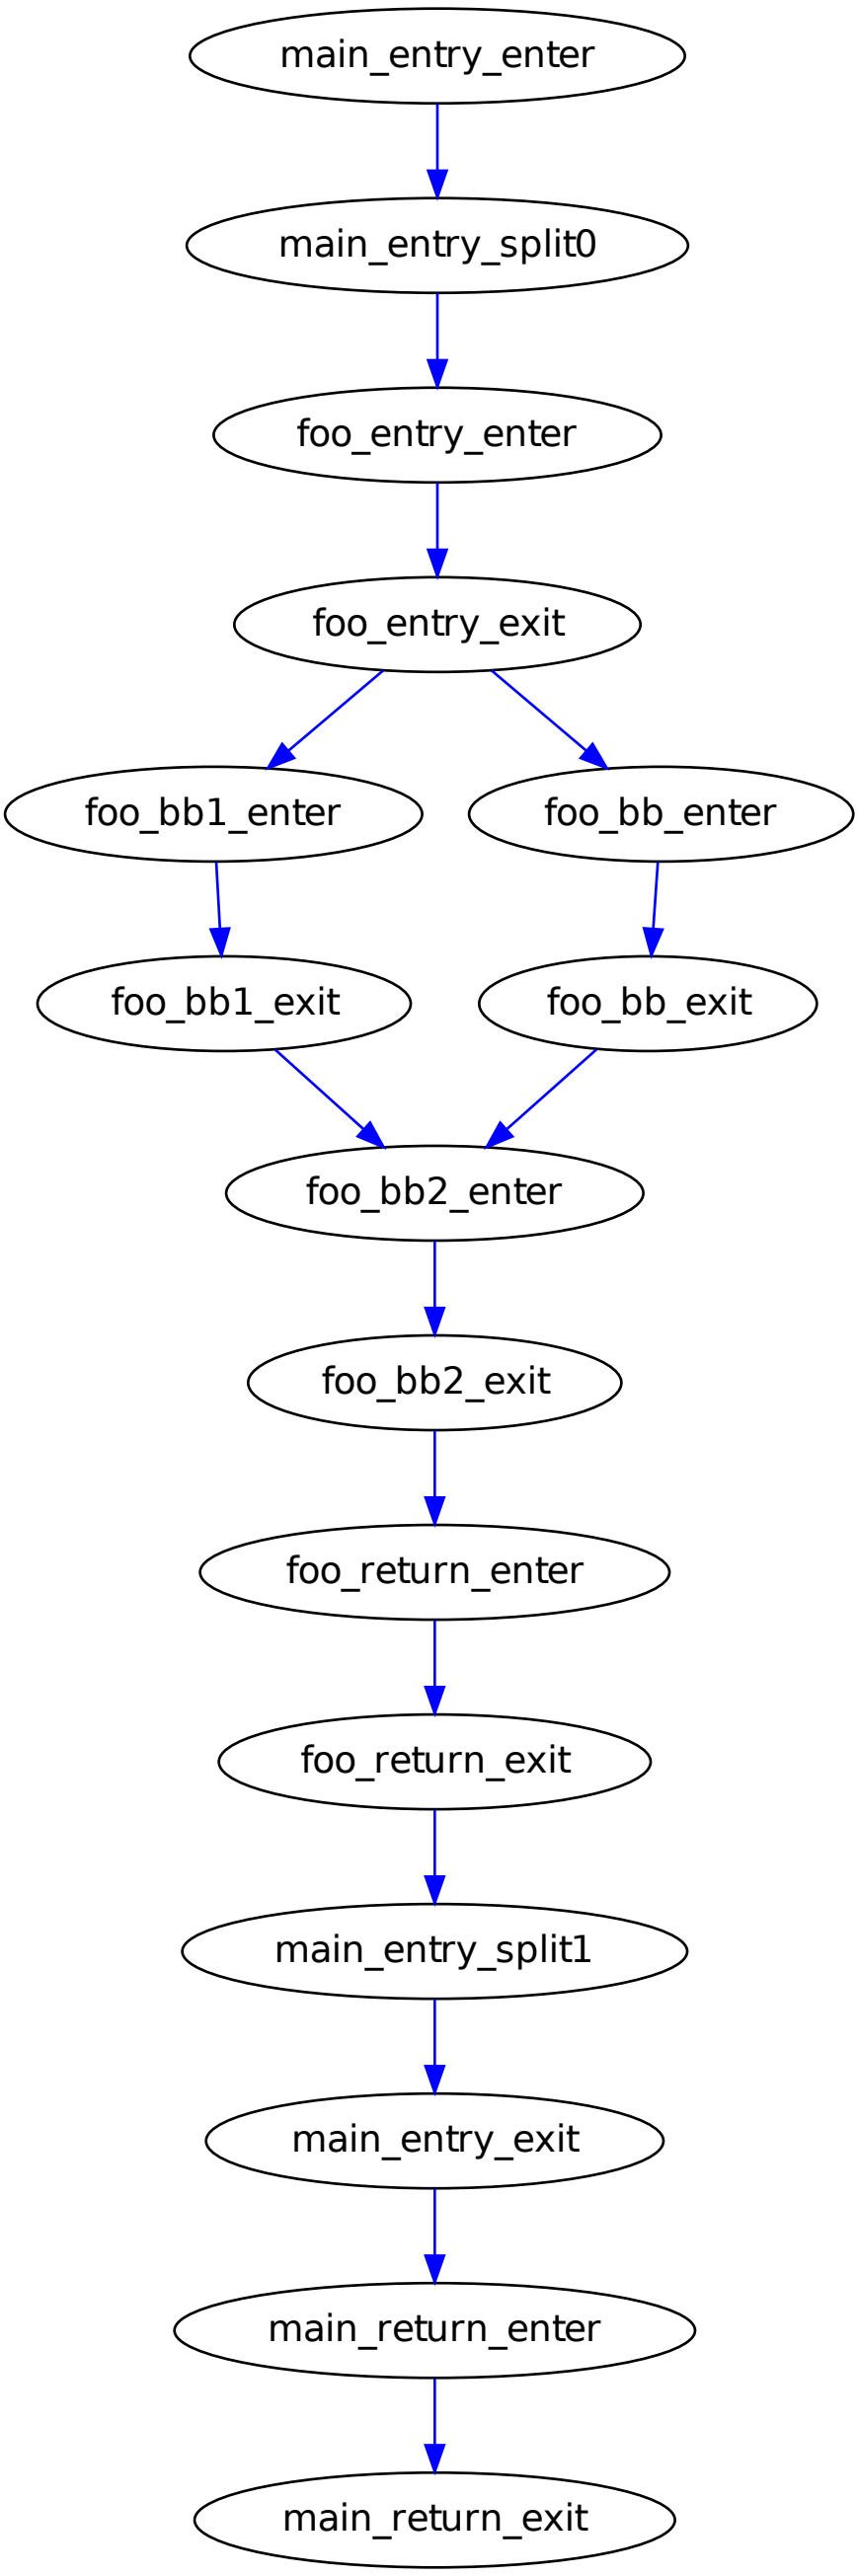 main_entry_enter
main_entry_split0
foo_entry_enter
foo_entry_exit
foo_bb1_enter
foo_bb_enter
foo_bb1_exit
foo_bb_exit
foo_bb2_enter
foo_bb2_exit
foo_return_enter
foo_return_exit
main_entry_split1
main_entry_exit
main_return_enter
main_return_exit